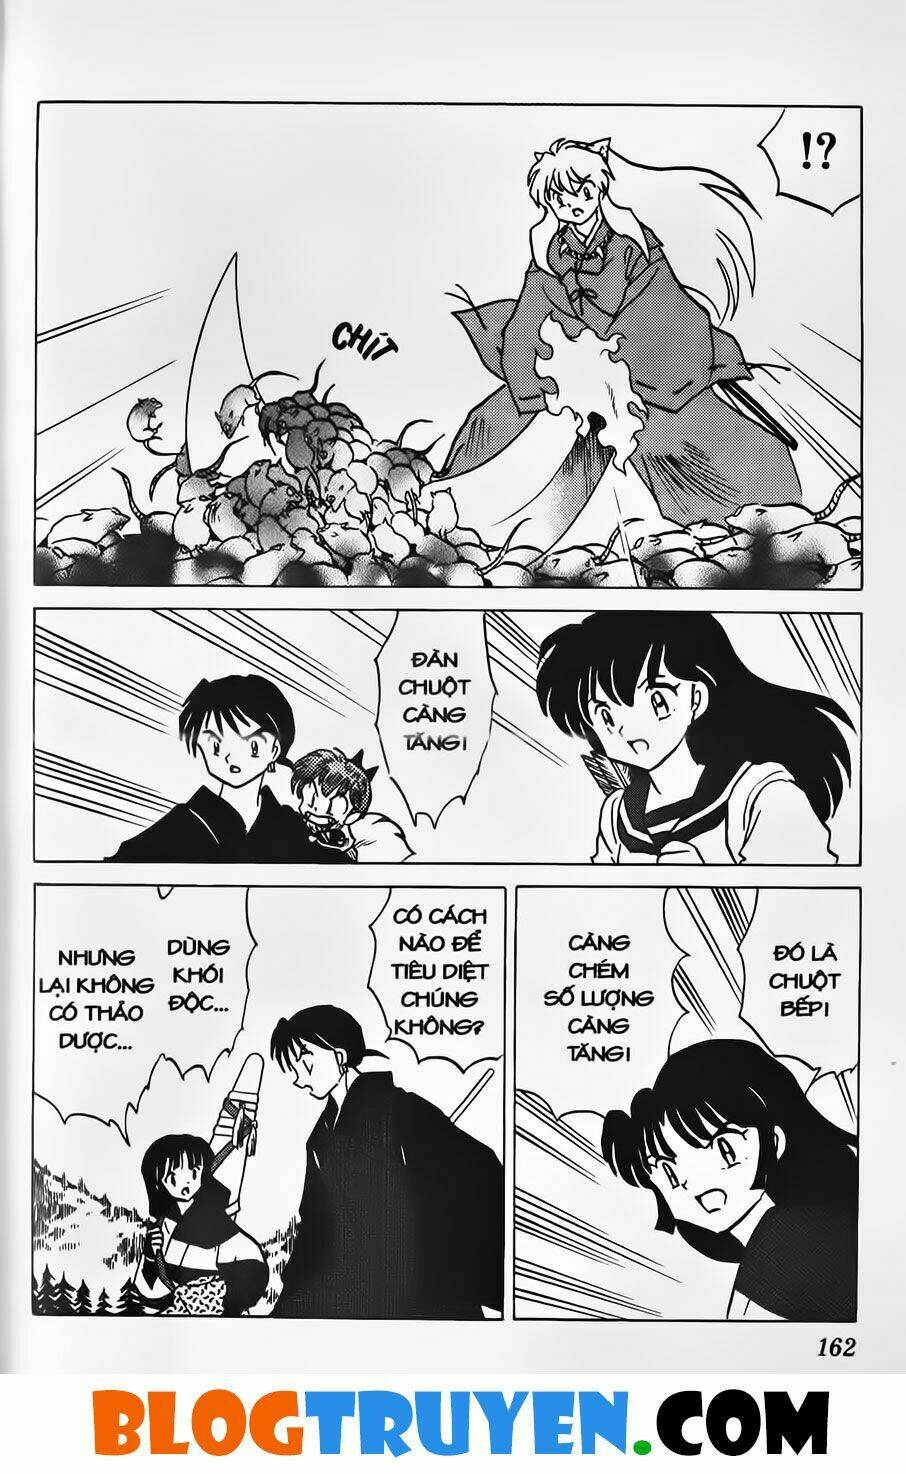 !?
CHÍT
ĐÀN
CHUỘT
CÀNG
TĂNG!
ĐÓ LÀ
CHUỘT
BẾP!
CÀNG
CHÉM
SỐ LƯỢNG
CÀNG
TĂNG!
CÓ CÁCH
NÀO ĐỂ
TIÊU DIỆT
CHÚNG
KHÔNG?
DÙNG
KHÓI
ĐỘC...
NHƯNG
LẠI KHÔNG
CÓ THẢO
DƯỢC...
162
BLOGTRUYEN.COM